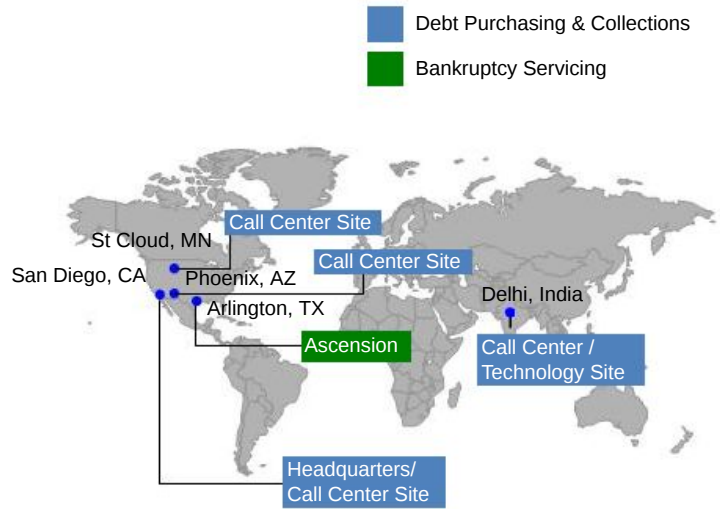 Debt Purchasing & Collections
Bankruptcy Servicing
Call Center Site
St Cloud, MN
Call Center Site
San Diego, CA
Phoenix, AZ
Delhi, India
Arlington, TX
Ascension
Call Center /
Technology Site
Headquarters/
Call Center Site